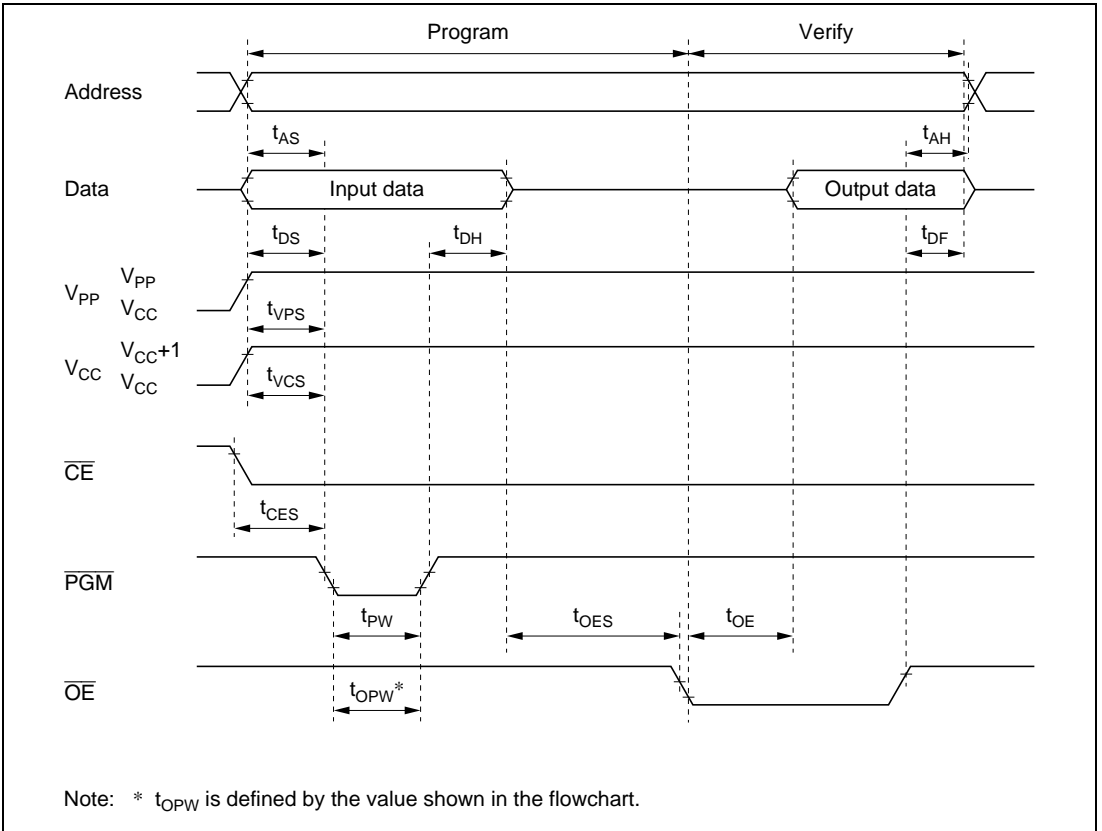 Program Verify
Address
tAS tAH
Data Input data Output data
tDS tDH tDF
VPP VPP
VCC
tVPS
VCC VCC+1
VCC
tVCS
CE
tCES
PGM
tPW tOES tOE
OE
tOPW*
Note: * tOPW is defined by the value shown in the flowchart.